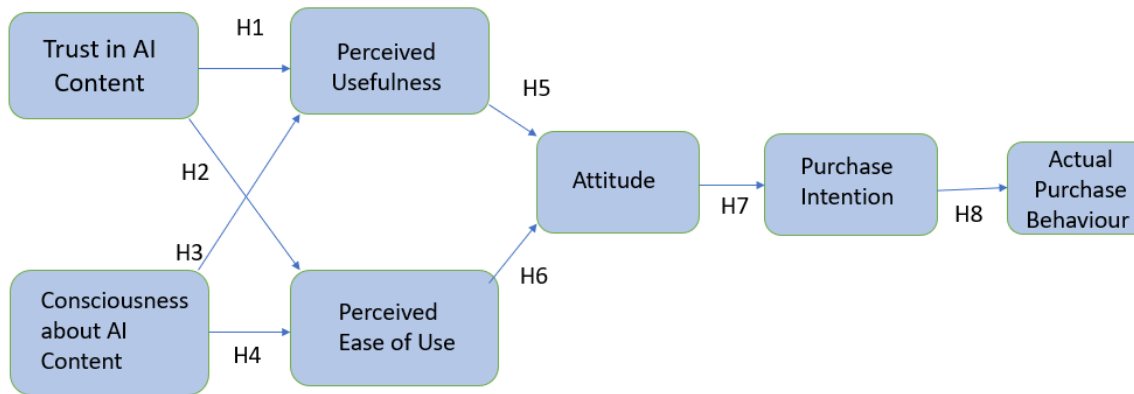 Trust in AI
Content
H1
Perceived
Usefulness
H5
H2
Attitude
Purchase
Intention
Actual
Purchase
Behaviour
H7
H8
H3
H6
Consciousness
about AI
Content
H4
Perceived
Ease of Use